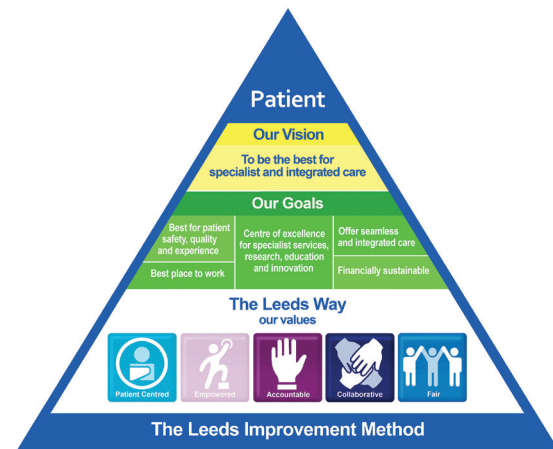 Patient
Our Vision
To be the best for
specialist and integrated care
Our Goals
Best for patient
safety, quality
and experience
Best place to work
Centre of excellence
for specialist services,
research, education
and innovation
Offer seamless
and integrated care
Financially sustainable
The Leeds Way
our values
Patient Centred
Empowered
Accountable
Collaborative
Fair
The Leeds Improvement Method